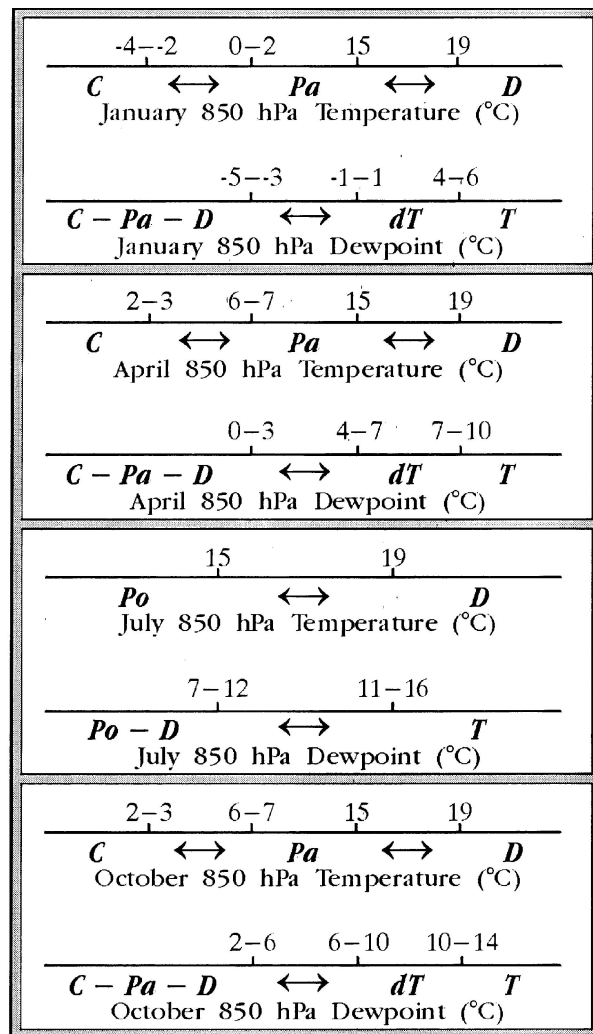 -4–-2 0–2 15 19
C ↔ Pa ↔ D
January 850 hPa Temperature (°C)
-5–-3 -1–1 4–6
C – Pa – D ↔ dT T
January 850 hPa Dewpoint (°C)
2–3 6–7 15 19
C ↔ Pa ↔ D
April 850 hPa Temperature (°C)
0–3 4–7 7–10
C – Pa – D ↔ dT T
April 850 hPa Dewpoint (°C)
15 19
Po ↔ D
July 850 hPa Temperature (°C)
7–12 11–16
Po – D ↔ T
July 850 hPa Dewpoint (°C)
2–3 6–7 15 19
C ↔ Pa ↔ D
October 850 hPa Temperature (°C)
2–6 6–10 10–14
C – Pa – D ↔ dT T
October 850 hPa Dewpoint (°C)